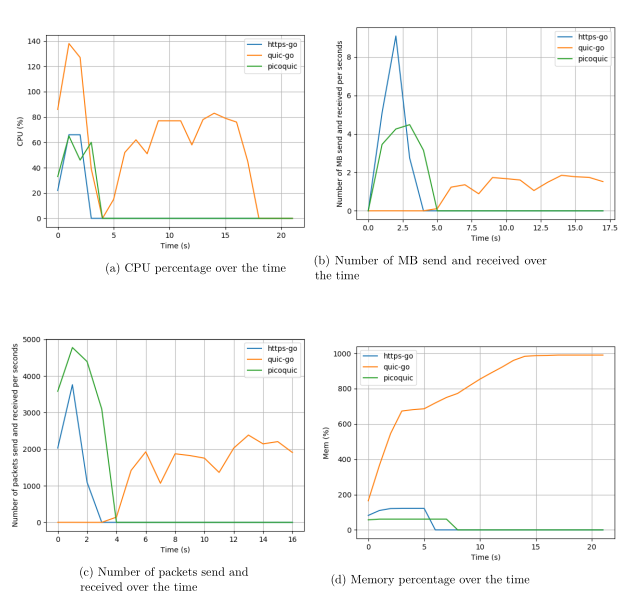 140
120
100
80
60
40
20
0
CPU (%)
https-go
quic-go
picoquic
0 5 10 15 20
Time (s)
(a) CPU percentage over the time
8
6
4
2
0
Number of MB send and received per seconds
https-go
quic-go
picoquic
0.0 2.5 5.0 7.5 10.0 12.5 15.0 17.5
Time (s)
(b) Number of MB send and received over
the time
5000
4000
3000
2000
1000
0
Number of packets send and received per seconds
https-go
quic-go
picoquic
0 2 4 6 8 10 12 14 16
Time (s)
(c) Number of packets send and
received over the time
1000
800
600
400
200
0
Mem (%)
https-go
quic-go
picoquic
0 5 10 15 20
Time (s)
(d) Memory percentage over the time